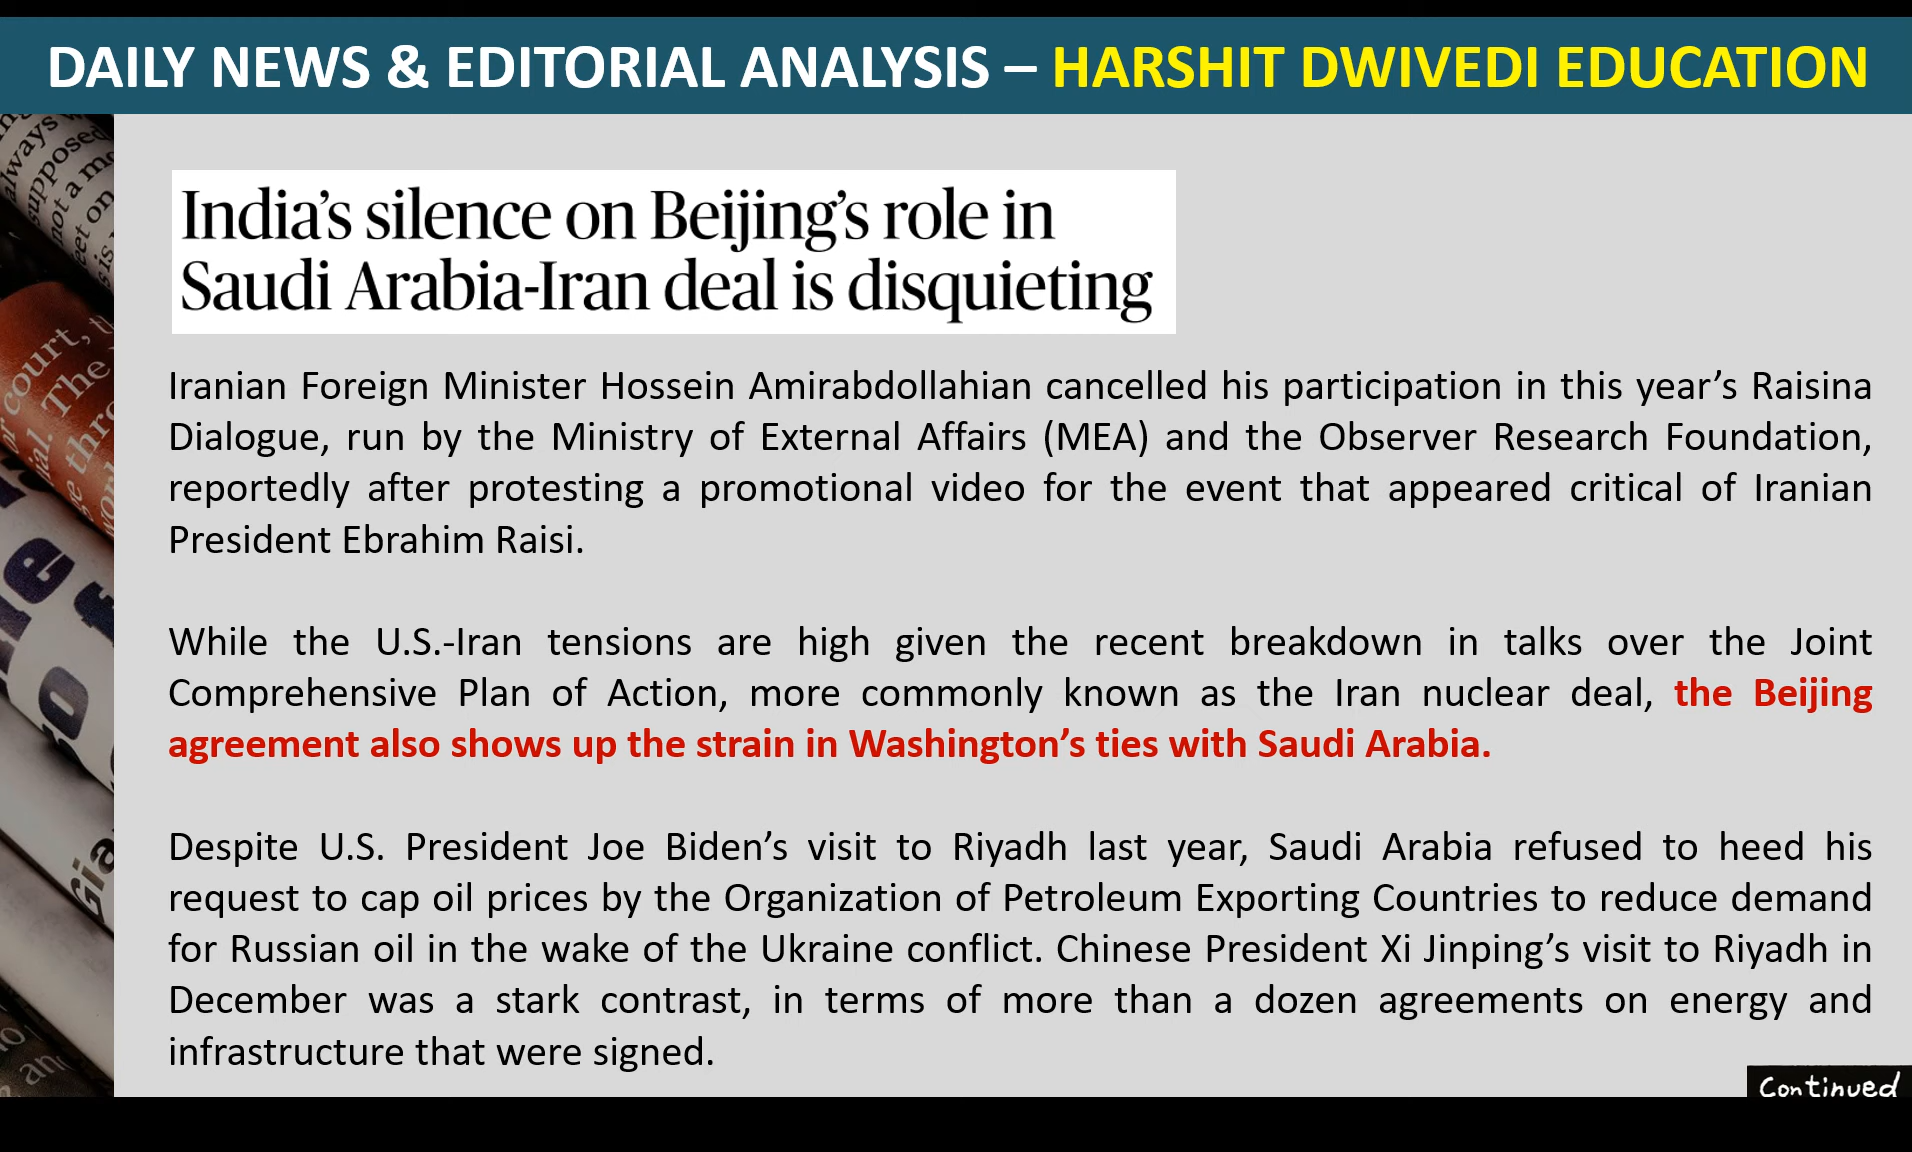 DAILY NEWS & EDITORIAL ANALYSIS – HARSHIT DWIVEDI EDUCATION
always
supposed
not a
court,
The
India's silence on Beijing's role in
Saudi Arabia-Iran deal is disquieting
Iranian Foreign Minister Hossein Amirabdollahian cancelled his participation in this year's Raisina
Dialogue, run by the Ministry of External Affairs (MEA) and the Observer Research Foundation,
reportedly after protesting a promotional video for the event that appeared critical of Iranian
President Ebrahim Raisi.
While the U.S.-Iran tensions are high given the recent breakdown in talks over the Joint
Comprehensive Plan of Action, more commonly known as the Iran nuclear deal, the Beijing
agreement also shows up the strain in Washington's ties with Saudi Arabia.
Despite U.S. President Joe Biden's visit to Riyadh last year, Saudi Arabia refused to heed his
request to cap oil prices by the Organization of Petroleum Exporting Countries to reduce demand
for Russian oil in the wake of the Ukraine conflict. Chinese President Xi Jinping's visit to Riyadh in
December was a stark contrast, in terms of more than a dozen agreements on energy and
infrastructure that were signed.
Continued